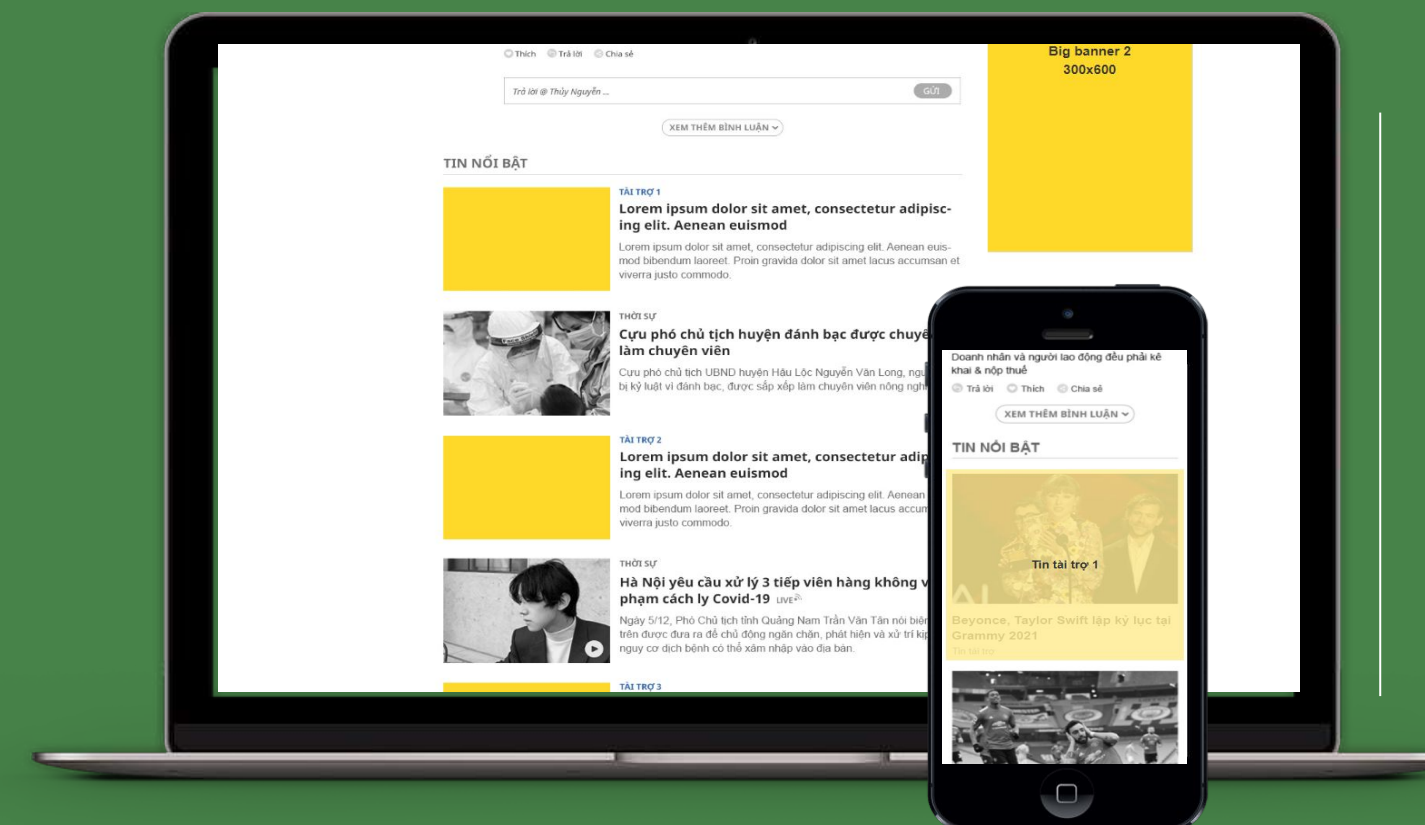 Thích Trả lời Chia sẻ
Trả lời @ Thủy Nguyễn ...
GỬI
XEM THÊM BÌNH LUẬN
TIN NỔI BẬT
TÀI TRỢ 1
Lorem ipsum dolor sit amet, consectetur adipisc-
ing elit. Aenean euismod
Lorem ipsum dolor sit amet, consectetur adipiscing elit. Aenean euis-
mod bibendum laoreet. Proin gravida dolor sit amet lacus accumsan et
viverra justo commodo.
THỜI SỰ
Cựu phó chủ tịch huyện đánh bạc được chuyể
làm chuyên viên
Cựu phó chủ tịch UBND huyện Hậu Lộc Nguyễn Văn Long, ngư
bị kỷ luật vì đánh bạc, được sắp xếp làm chuyên viên nông ngh
TÀI TRỢ 2
Lorem ipsum dolor sit amet, consectetur adip
ing elit. Aenean euismod
Lorem ipsum dolor sit amet, consectetur adipiscing elit. Aenean
mod bibendum laoreet. Proin gravida dolor sit amet lacus accum
viverra justo commodo.
THỜI SỰ
Hà Nội yêu cầu xử lý 3 tiếp viên hàng không v
phạm cách ly Covid-19 LIVE
Ngày 5/12, Phó Chủ tịch tỉnh Quảng Nam Trần Văn Tân nói biện
trên được đưa ra để chủ động ngăn chặn, phát hiện và xử trí kịp
nguy cơ dịch bệnh có thể xâm nhập vào địa bàn.
TÀI TRỢ 3
Big banner 2
300x600
Doanh nhân và người lao động đều phải kê
khai & nộp thuế
Trả lời Thích Chia sẻ
XEM THÊM BÌNH LUẬN
TIN NỔI BẬT
Tin tài trợ 1
Beyonce, Taylor Swift lập kỷ lục tại
Grammy 2021
Tin tài trợ